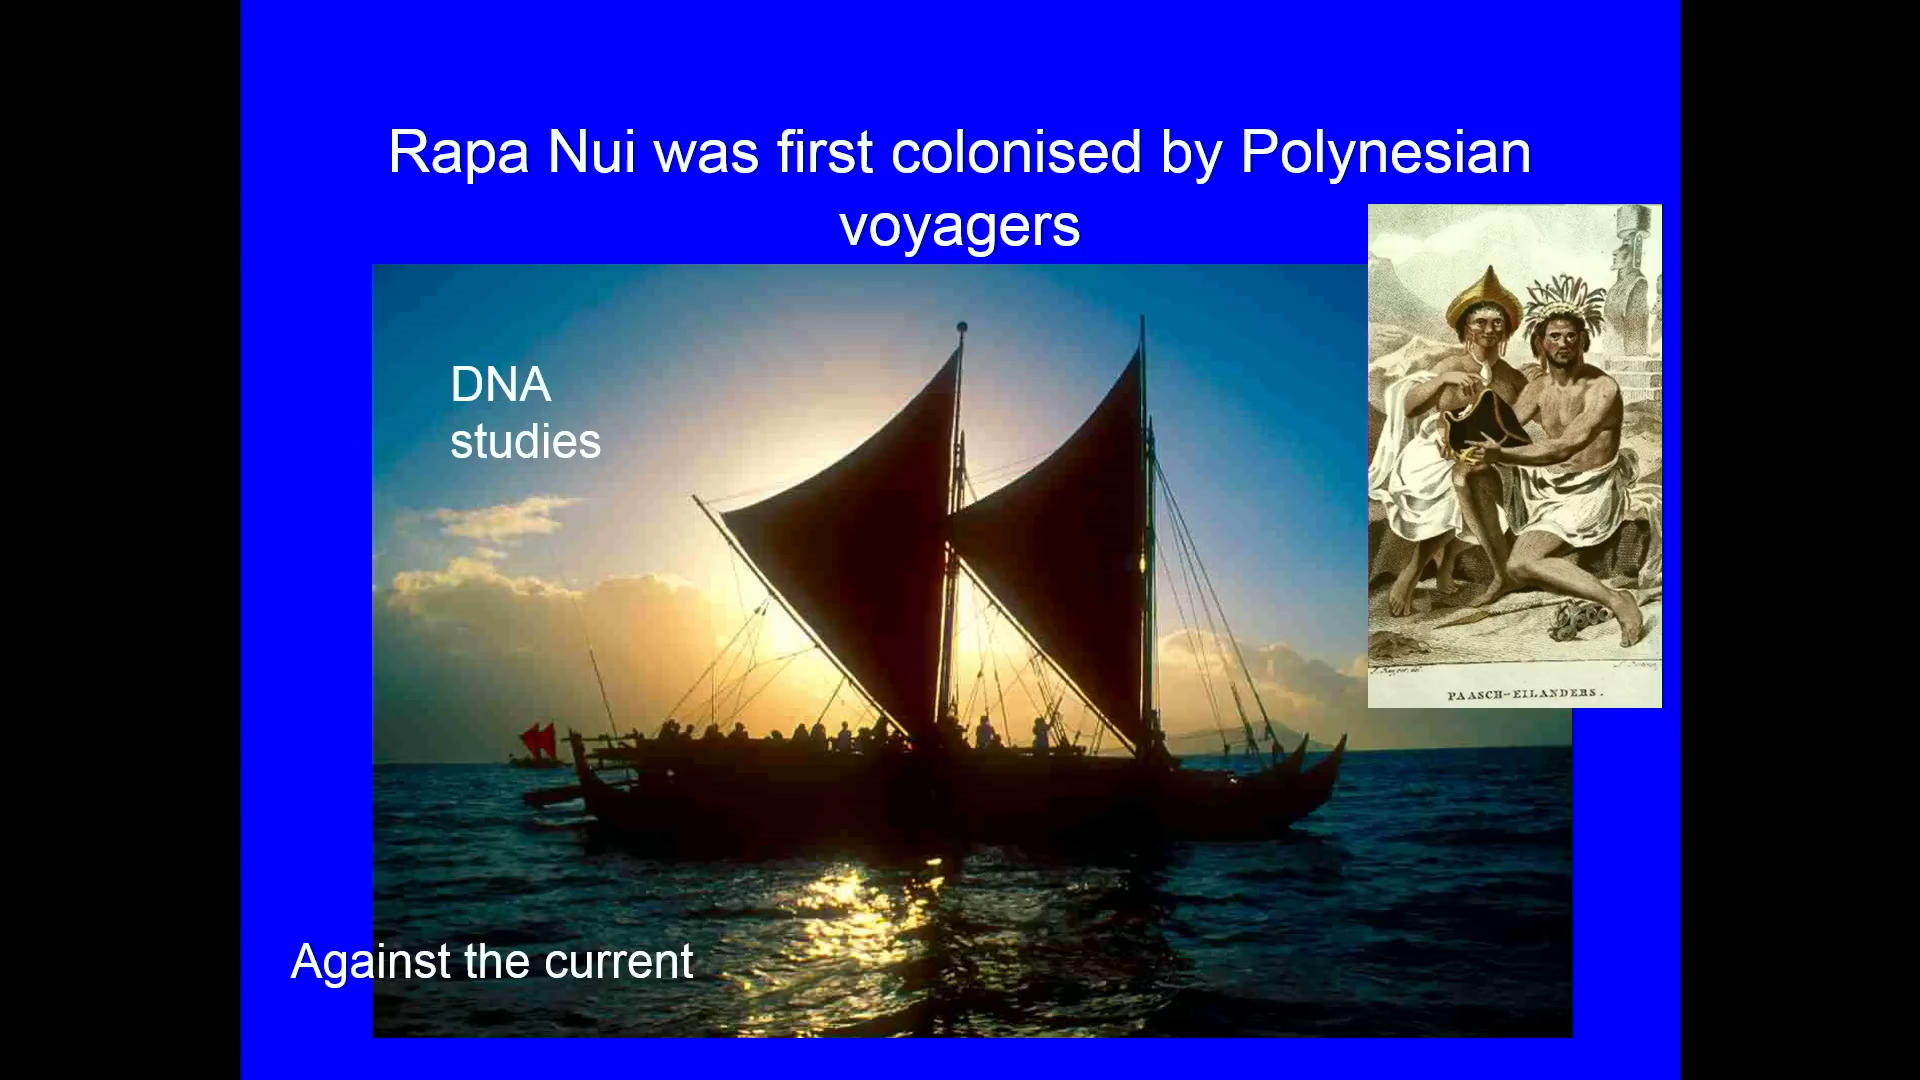 Rapa Nui was first colonised by Polynesian
voyagers
DNA
studies
PAASCH-EILANDERS.
Against the current